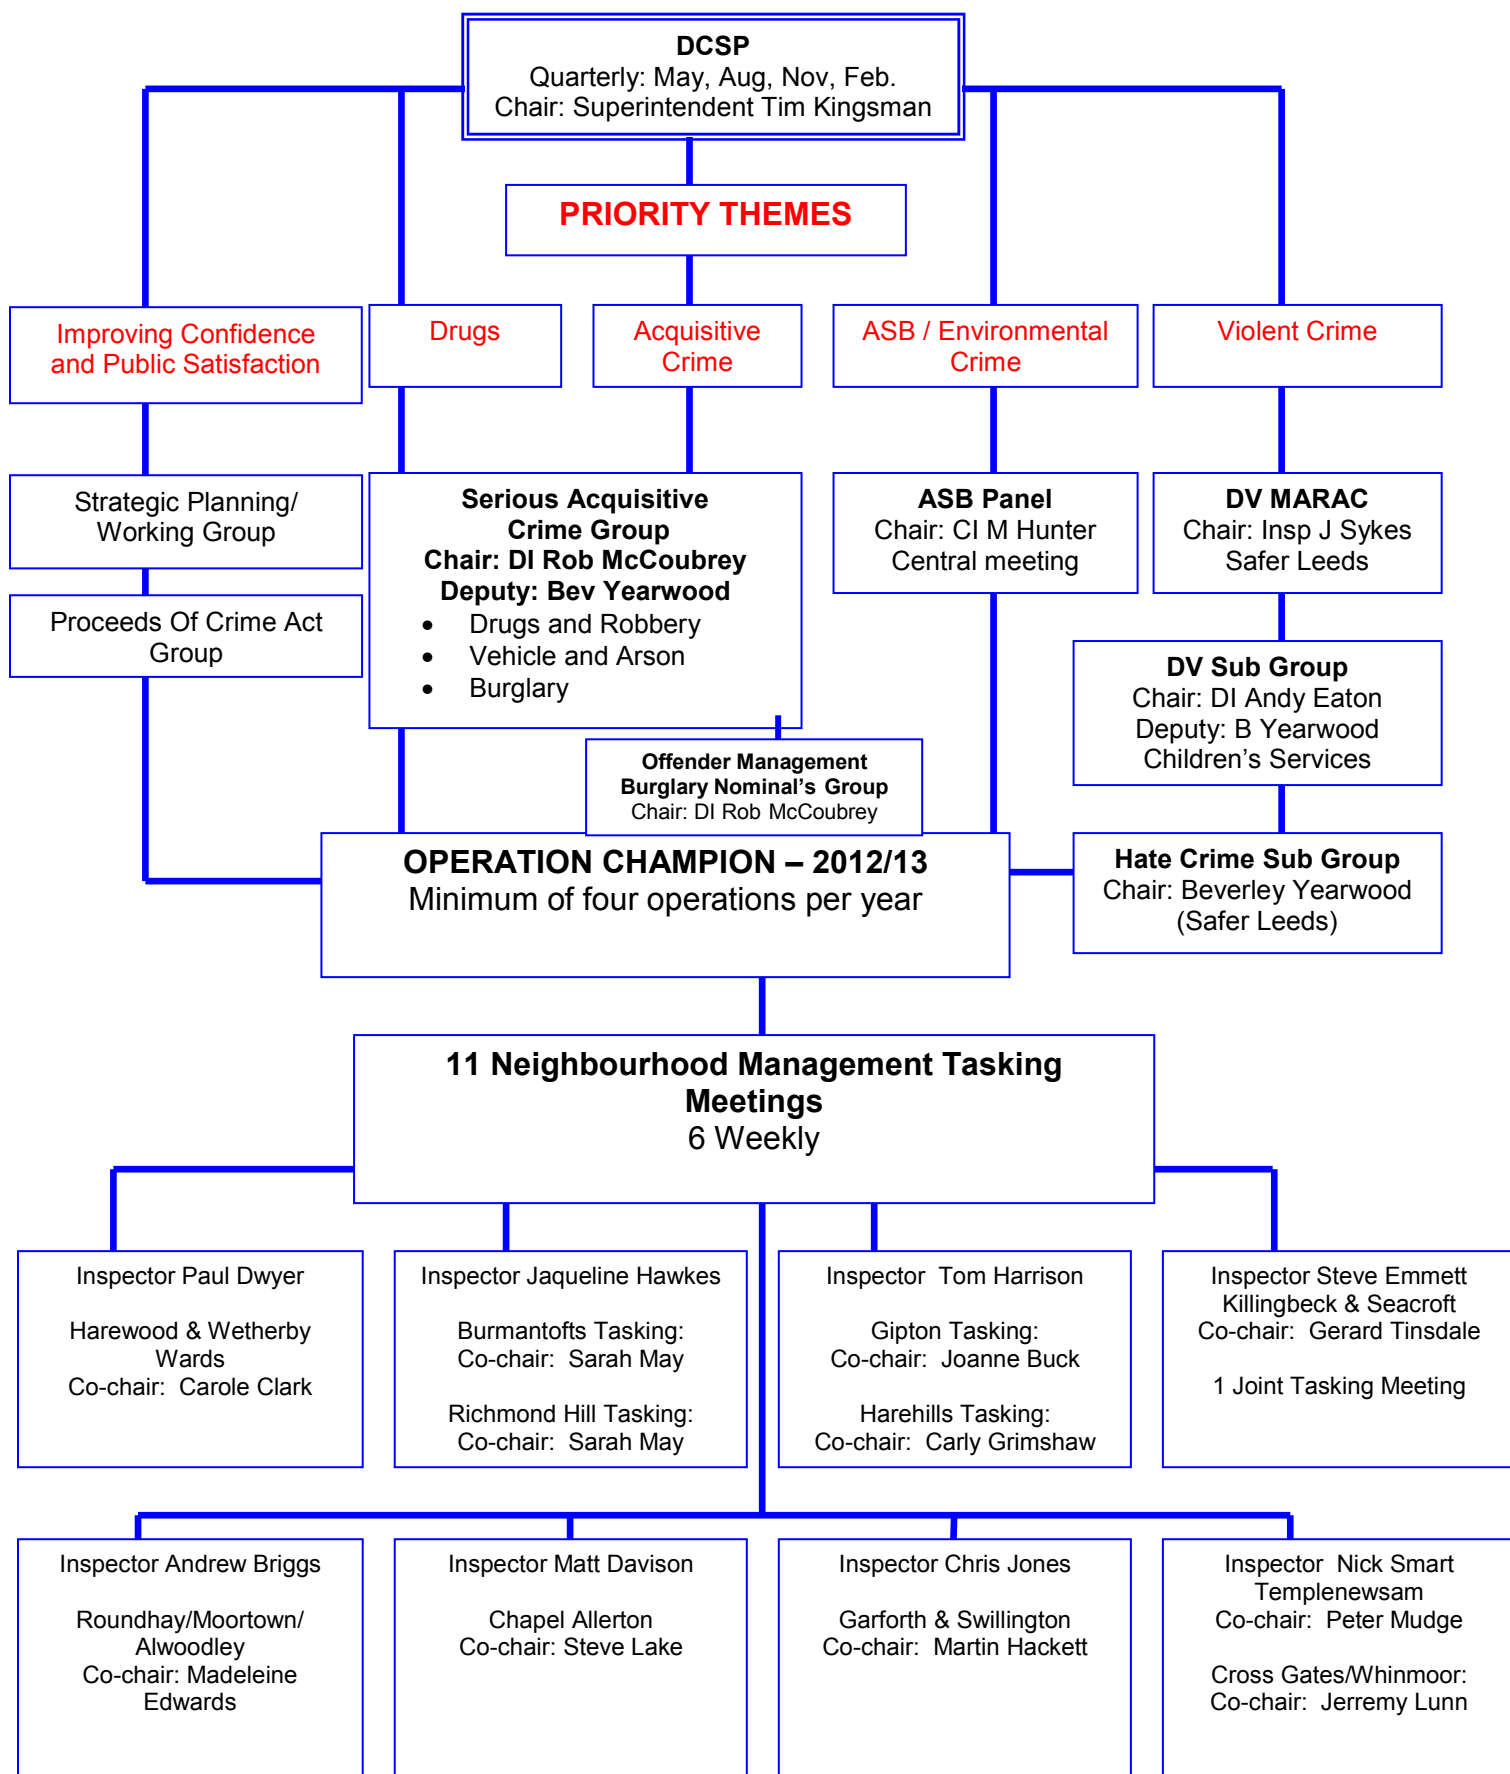 DCSP
Quarterly: May, Aug, Nov, Feb.
Chair: Superintendent Tim Kingsman
PRIORITY THEMES
Improving Confidence
and Public Satisfaction
Drugs
Acquisitive
Crime
ASB / Environmental
Crime
Violent Crime
Strategic Planning/
Working Group
Proceeds Of Crime Act
Group
Serious Acquisitive
Crime Group
Chair: DI Rob McCoubrey
Deputy: Bev Yearwood
• Drugs and Robbery
• Vehicle and Arson
• Burglary
ASB Panel
Chair: CI M Hunter
Central meeting
DV MARAC
Chair: Insp J Sykes
Safer Leeds
DV Sub Group
Chair: DI Andy Eaton
Deputy: B Yearwood
Children’s Services
Offender Management
Burglary Nominal’s Group
Chair: DI Rob McCoubrey
OPERATION CHAMPION – 2012/13
Minimum of four operations per year
Hate Crime Sub Group
Chair: Beverley Yearwood
(Safer Leeds)
11 Neighbourhood Management Tasking
Meetings
6 Weekly
Inspector Paul Dwyer
Harewood & Wetherby
Wards
Co-chair:  Carole Clark
Inspector Jaqueline Hawkes
Burmantofts Tasking:
Co-chair:  Sarah May
Richmond Hill Tasking:
Co-chair:  Sarah May
Inspector  Tom Harrison
Gipton Tasking:
Co-chair:  Joanne Buck
Harehills Tasking:
Co-chair:  Carly Grimshaw
Inspector Steve Emmett
Killingbeck & Seacroft
Co-chair:  Gerard Tinsdale
1 Joint Tasking Meeting
Inspector Andrew Briggs
Roundhay/Moortown/
Alwoodley
Co-chair: Madeleine
Edwards
Inspector Matt Davison
Chapel Allerton
Co-chair: Steve Lake
Inspector Chris Jones
Garforth & Swillington
Co-chair:  Martin Hackett
Inspector  Nick Smart
Templenewsam
Co-chair:  Peter Mudge
Cross Gates/Whinmoor:
Co-chair:  Jerremy Lunn